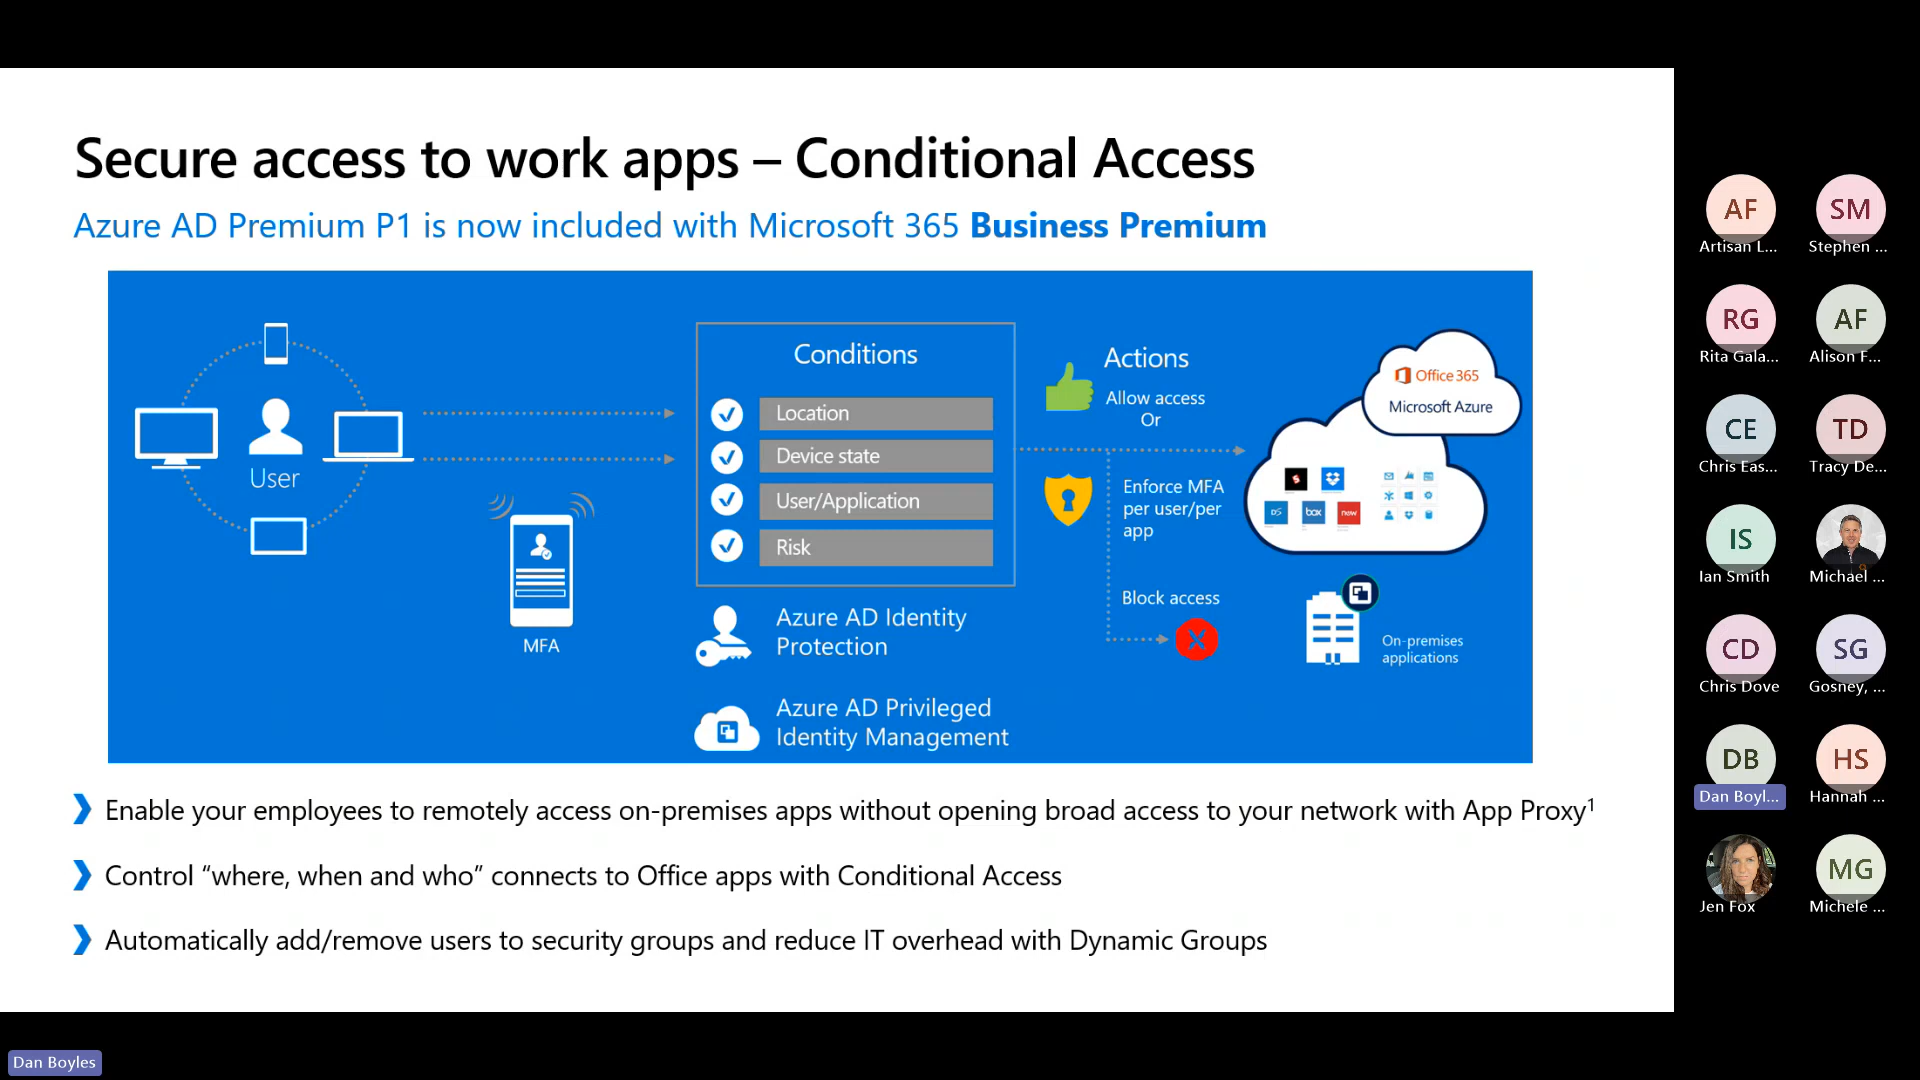 Secure access to work apps – Conditional Access
Azure AD Premium P1 is now included with Microsoft 365 Business Premium
User
MFA
Conditions
Location
Device state
User/Application
Risk
Azure AD Identity
Protection
Azure AD Privileged
Identity Management
Actions
Allow access
Or
Enforce MFA
per user/per
app
Block access
Office 365
Microsoft Azure
DS
box
now
On-premises
applications
Enable your employees to remotely access on-premises apps without opening broad access to your network with App Proxy¹
Control “where, when and who” connects to Office apps with Conditional Access
Automatically add/remove users to security groups and reduce IT overhead with Dynamic Groups
AF
Artisan L...
SM
Stephen ...
RG
Rita Gala...
AF
Alison F...
CE
Chris Eas...
TD
Tracy De...
IS
Ian Smith
Michael ...
CD
Chris Dove
SG
Gosney, ...
DB
Dan Boyl...
HS
Hannah ...
Jen Fox
MG
Michele ...
Dan Boyles